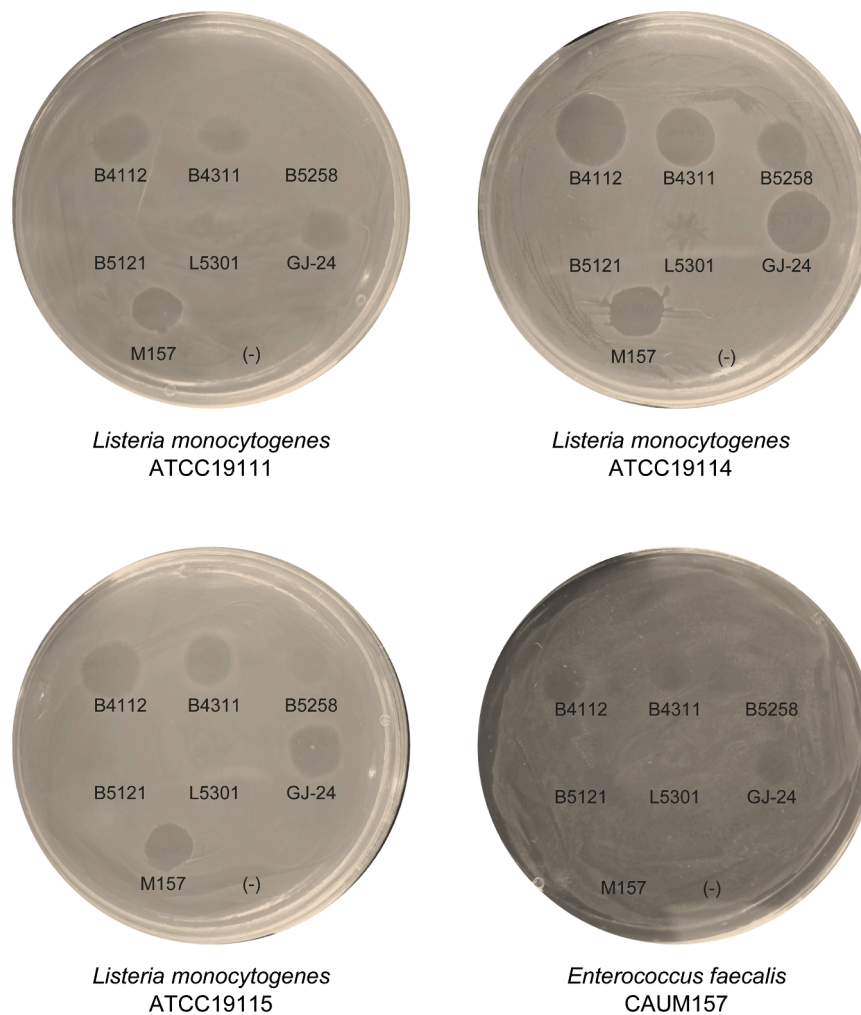 B4112 B4311 B5258
B5121 L5301 GJ-24
M157 (-)
Listeria monocytogenes
ATCC19111
B4112 B4311 B5258
B5121 L5301 GJ-24
M157 (-)
Listeria monocytogenes
ATCC19114
B4112 B4311 B5258
B5121 L5301 GJ-24
M157 (-)
Listeria monocytogenes
ATCC19115
B4112 B4311 B5258
B5121 L5301 GJ-24
M157 (-)
Enterococcus faecalis
CAUM157